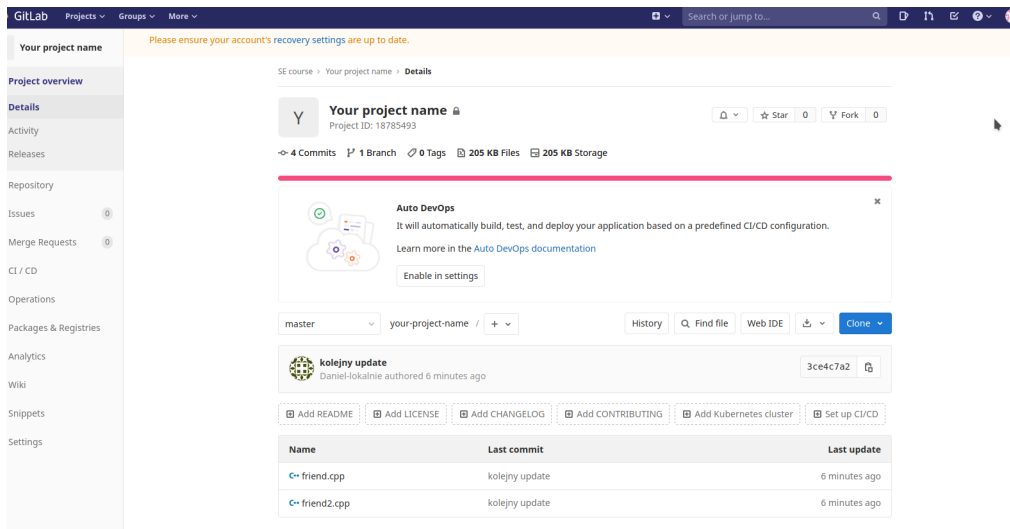 GitLab Projects Groups More Search or jump to...
Your project name
Please ensure your account's recovery settings are up to date.
Project overview
Details
Activity
Releases
Repository
Issues 0
Merge Requests 0
CI / CD
Operations
Packages & Registries
Analytics
Wiki
Snippets
Settings
SE course › Your project name › Details
Y
Your project name
Project ID: 18785493
Star 0 Fork 0
4 Commits 1 Branch 0 Tags 205 KB Files 205 KB Storage
Auto DevOps
It will automatically build, test, and deploy your application based on a predefined CI/CD configuration.
Learn more in the Auto DevOps documentation
Enable in settings
master your-project-name / + History Find file Web IDE Clone
kolejny update
Daniel-lokalnie authored 6 minutes ago
3ce4c7a2
Add README Add LICENSE Add CHANGELOG Add CONTRIBUTING Add Kubernetes cluster Set up CI/CD
Name Last commit Last update
C++ friend.cpp kolejny update 6 minutes ago
C++ friend2.cpp kolejny update 6 minutes ago